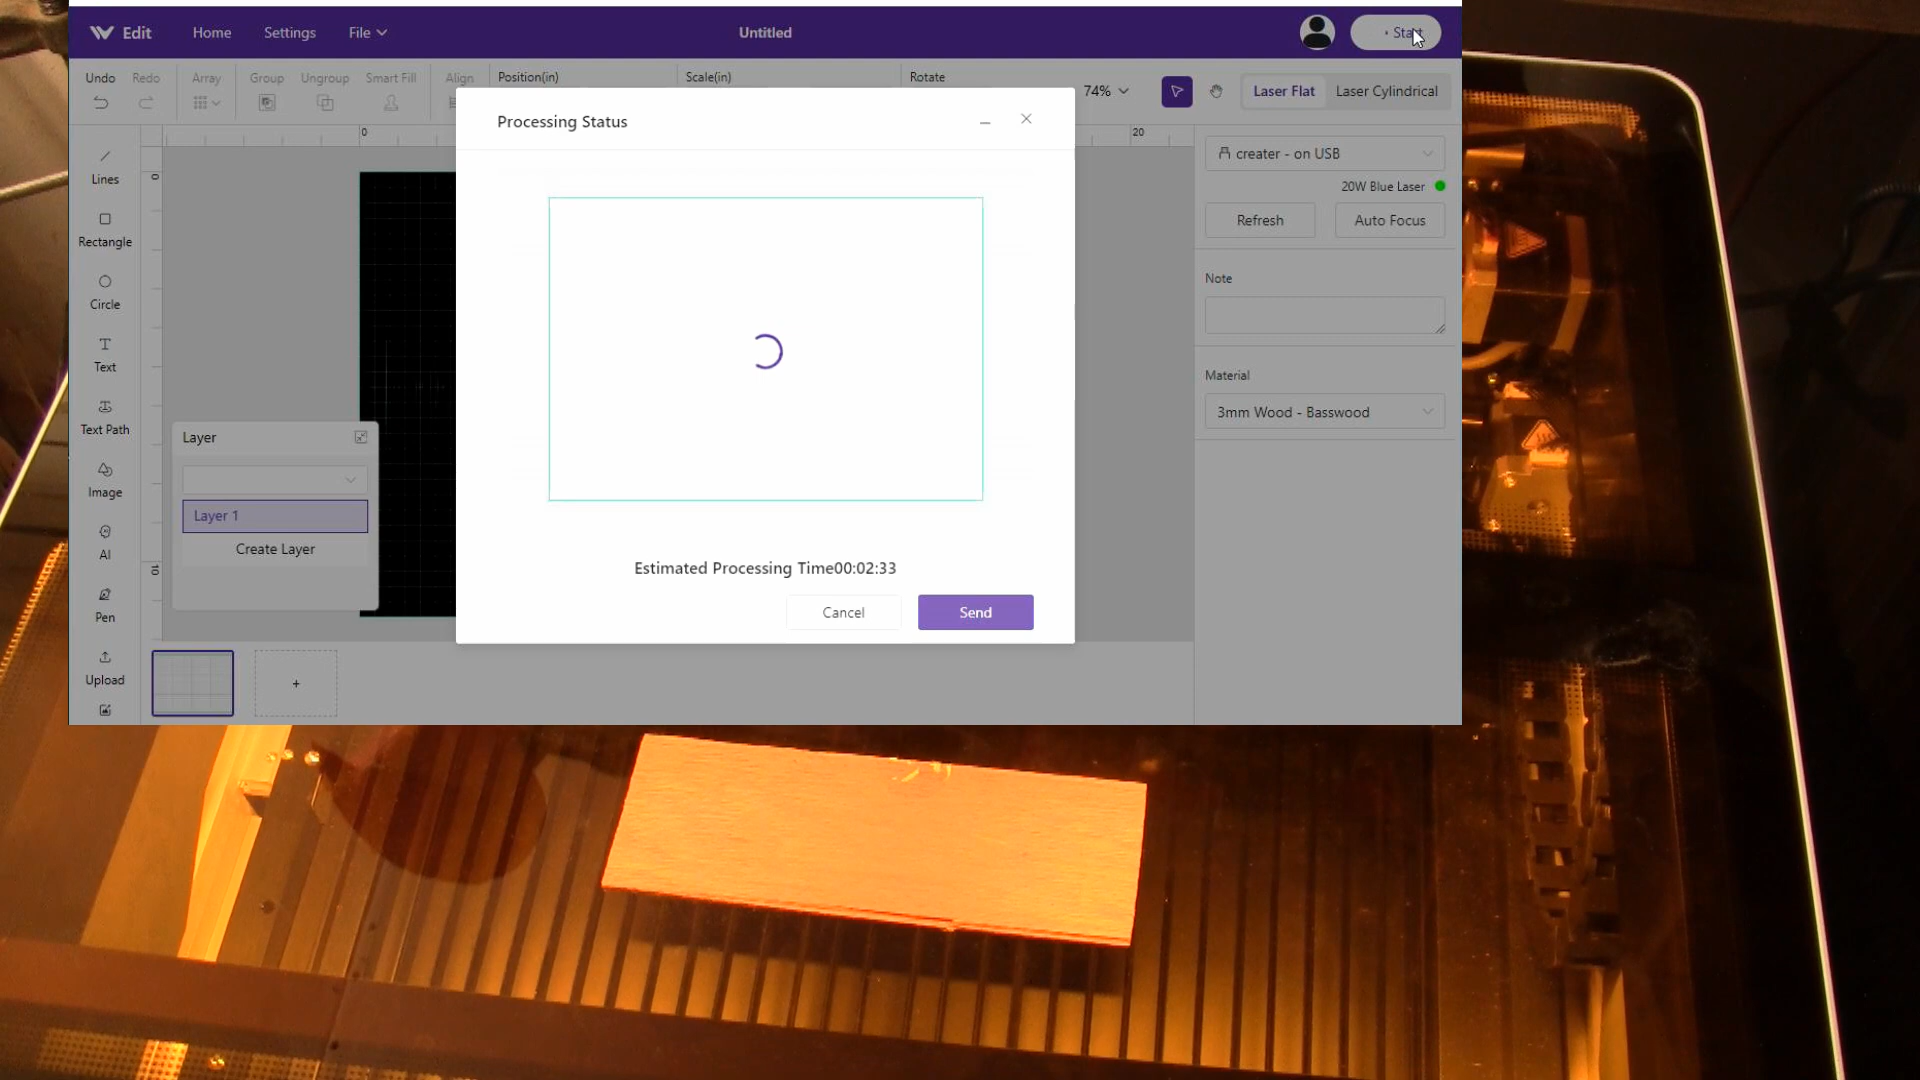 Edit Home Settings File Untitled Start
Undo Redo Array Group Ungroup Smart Fill Align Position(in) Scale(in) Rotate 74% Laser Flat Laser Cylindrical
0 20
0
10
Lines
Rectangle
Circle
Text
Text Path
Image
AI
Pen
Upload
Layer
Layer 1
Create Layer
+
Processing Status
Estimated Processing Time00:02:33
Cancel Send
creater - on USB
20W Blue Laser
Refresh Auto Focus
Note
Material
3mm Wood - Basswood